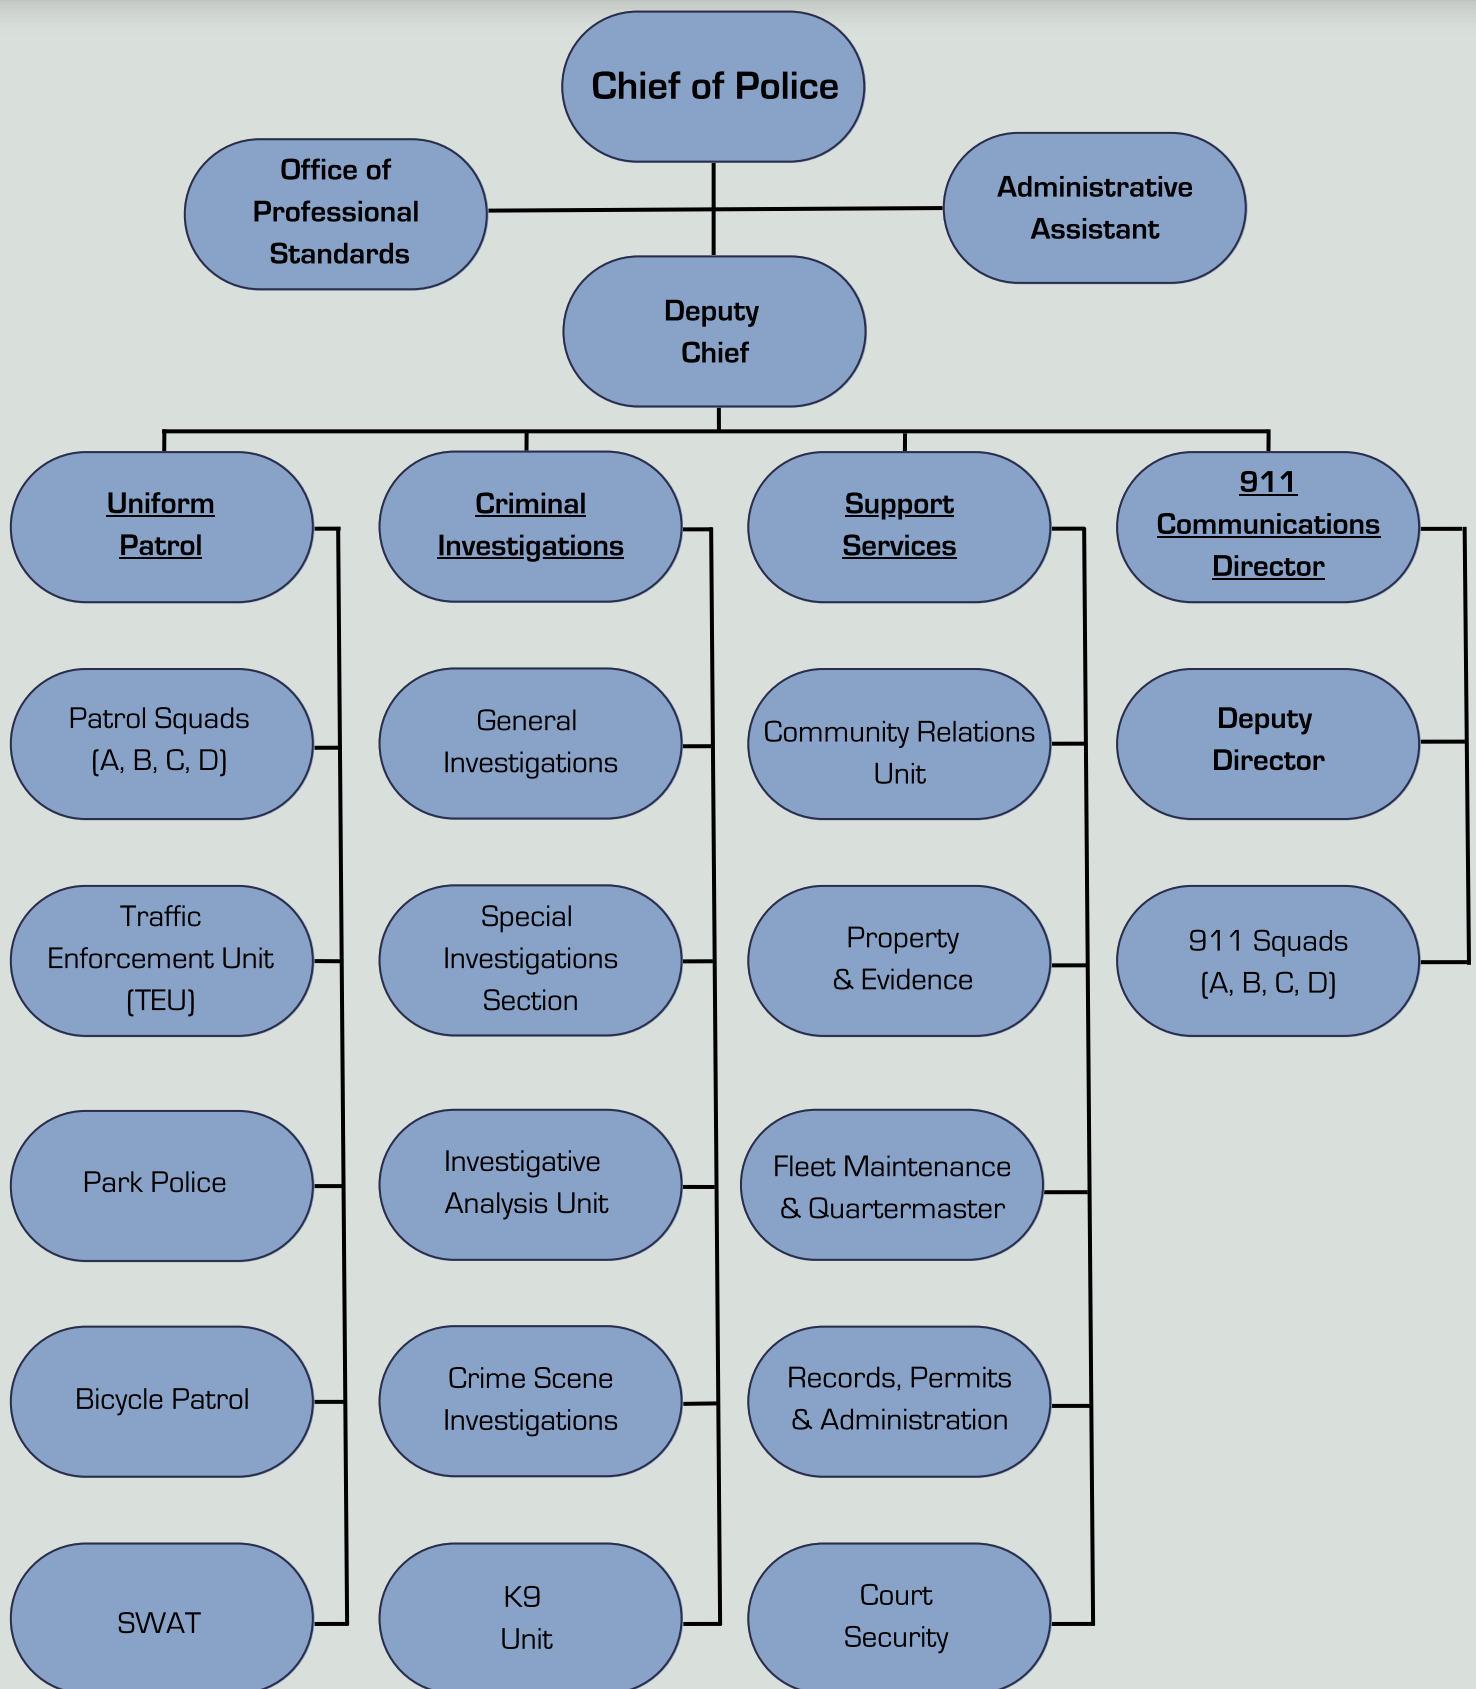 Chief of Police
Office of
Professional
Standards
Administrative
Assistant
Deputy
Chief
Uniform
Patrol
Criminal
Investigations
Support
Services
911
Communications
Director
Patrol Squads
(A, B, C, D)
General
Investigations
Community Relations
Unit
Deputy
Director
Traffic
Enforcement Unit
(TEU)
Special
Investigations
Section
Property
& Evidence
911 Squads
(A, B, C, D)
Park Police
Investigative
Analysis Unit
Fleet Maintenance
& Quartermaster
Bicycle Patrol
Crime Scene
Investigations
Records, Permits
& Administration
SWAT
K9
Unit
Court
Security